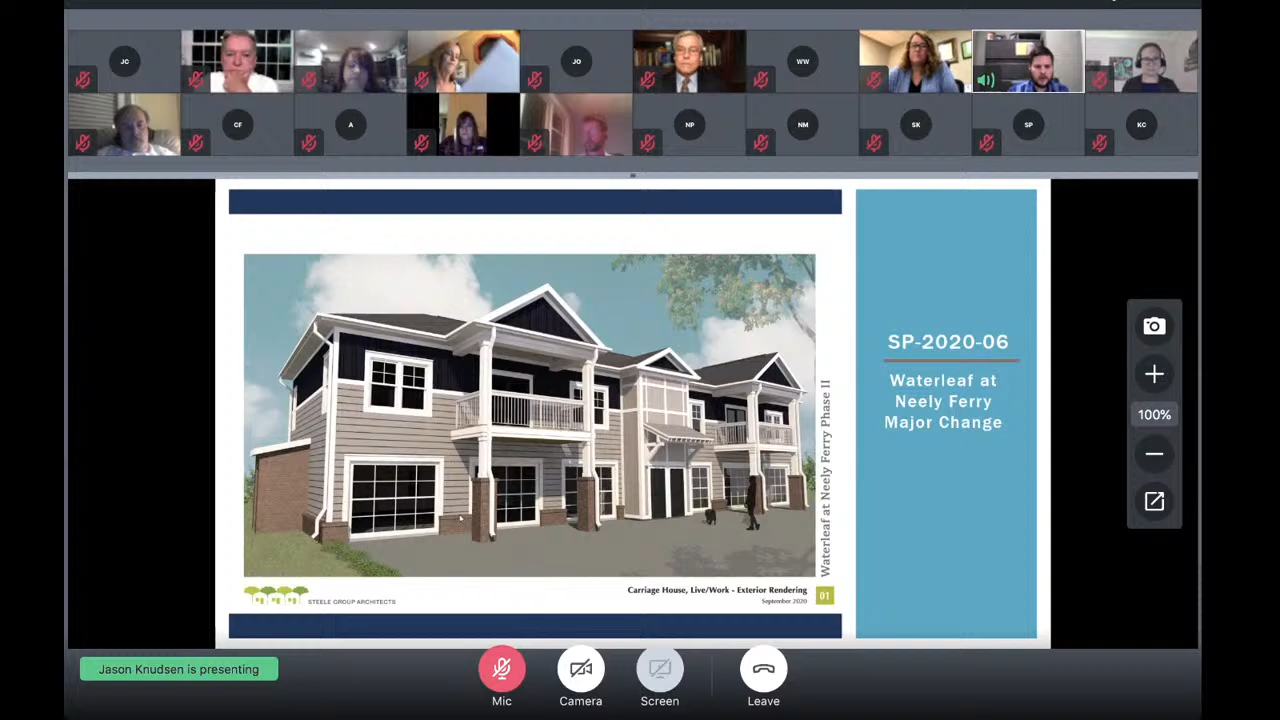 JC
JO
WW
CF
A
NP
NM
SK
SP
KC
SP-2020-06
Waterleaf at
Neely Ferry
Major Change
Waterleaf at Neely Ferry Phase II
STEELE GROUP ARCHITECTS
Carriage House, Live/Work - Exterior Rendering
September 2020
01
100%
Jason Knudsen is presenting
Mic
Camera
Screen
Leave